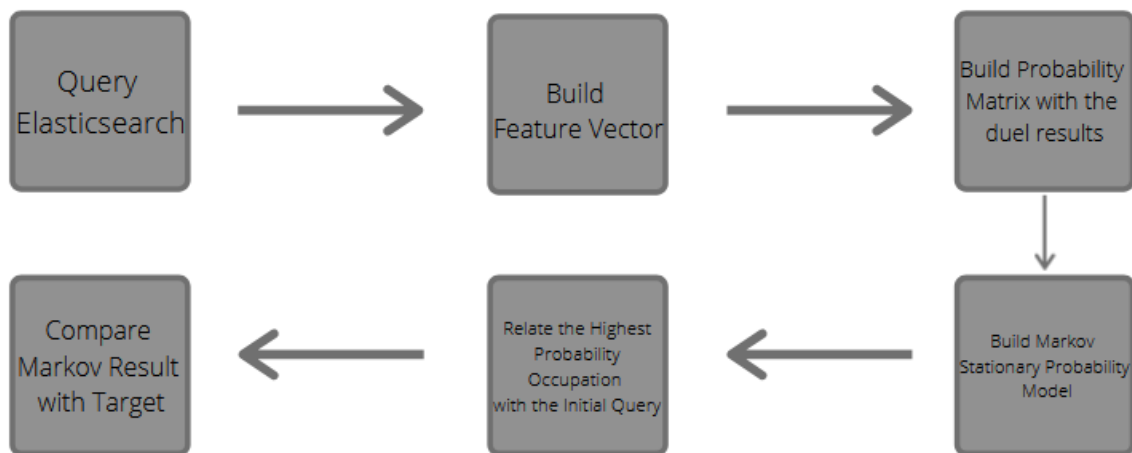 Query
Elasticsearch
Build
Feature Vector
Build Probability
Matrix with the
duel results
Compare
Markov Result
with Target
Relate the Highest
Probability
Occupation
with the Initial Query
Build Markov
Stationary Probability
Model